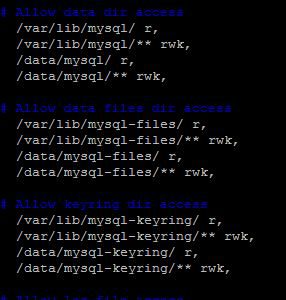 # Allow data dir access
/var/lib/mysql/ r,
/var/lib/mysql/** rwk,
/data/mysql/ r,
/data/mysql/** rwk,
# Allow data files dir access
/var/lib/mysql-files/ r,
/var/lib/mysql-files/** rwk,
/data/mysql-files/ r,
/data/mysql-files/** rwk,
# Allow keyring dir access
/var/lib/mysql-keyring/ r,
/var/lib/mysql-keyring/** rwk,
/data/mysql-keyring/ r,
/data/mysql-keyring/** rwk,